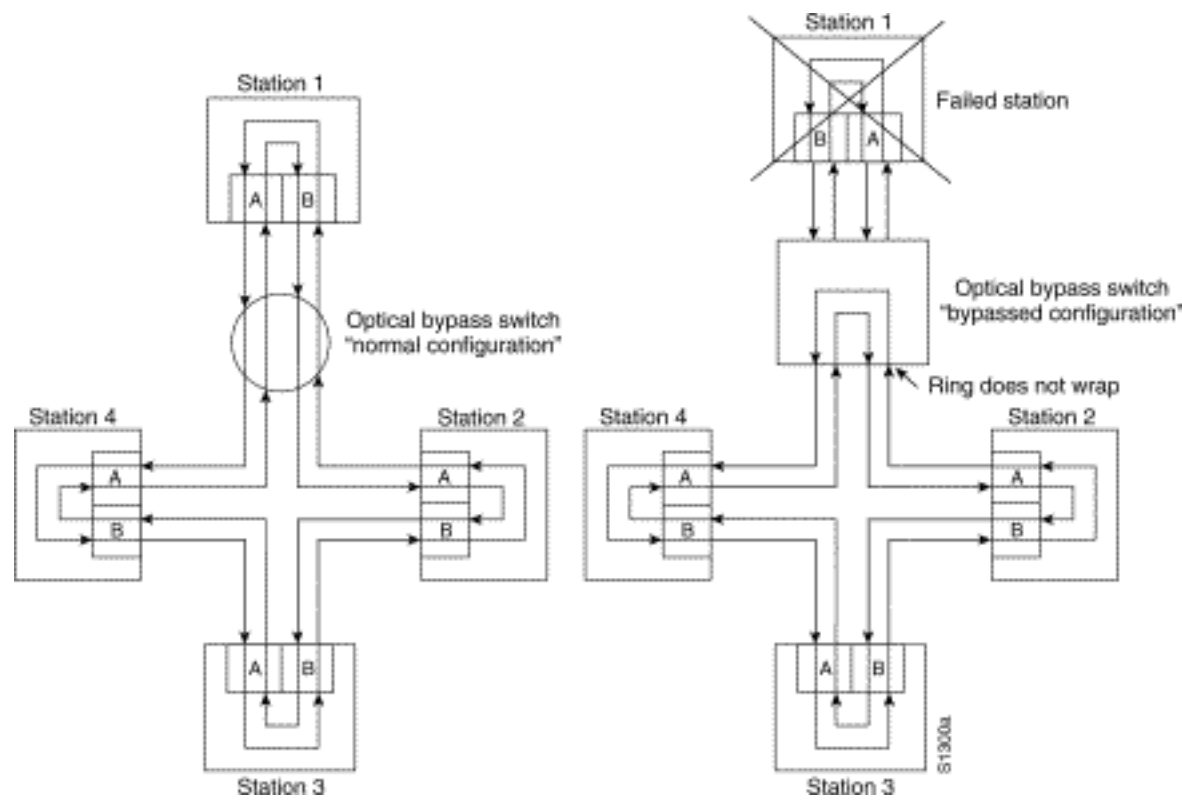 Station 1
A
B
Optical bypass switch
“normal configuration”
Station 4
A
B
Station 2
A
B
A
B
Station 3
Station 1
Failed station
B
A
Optical bypass switch
“bypassed configuration”
Ring does not wrap
Station 4
A
B
Station 2
A
B
A
B
Station 3
S1300a